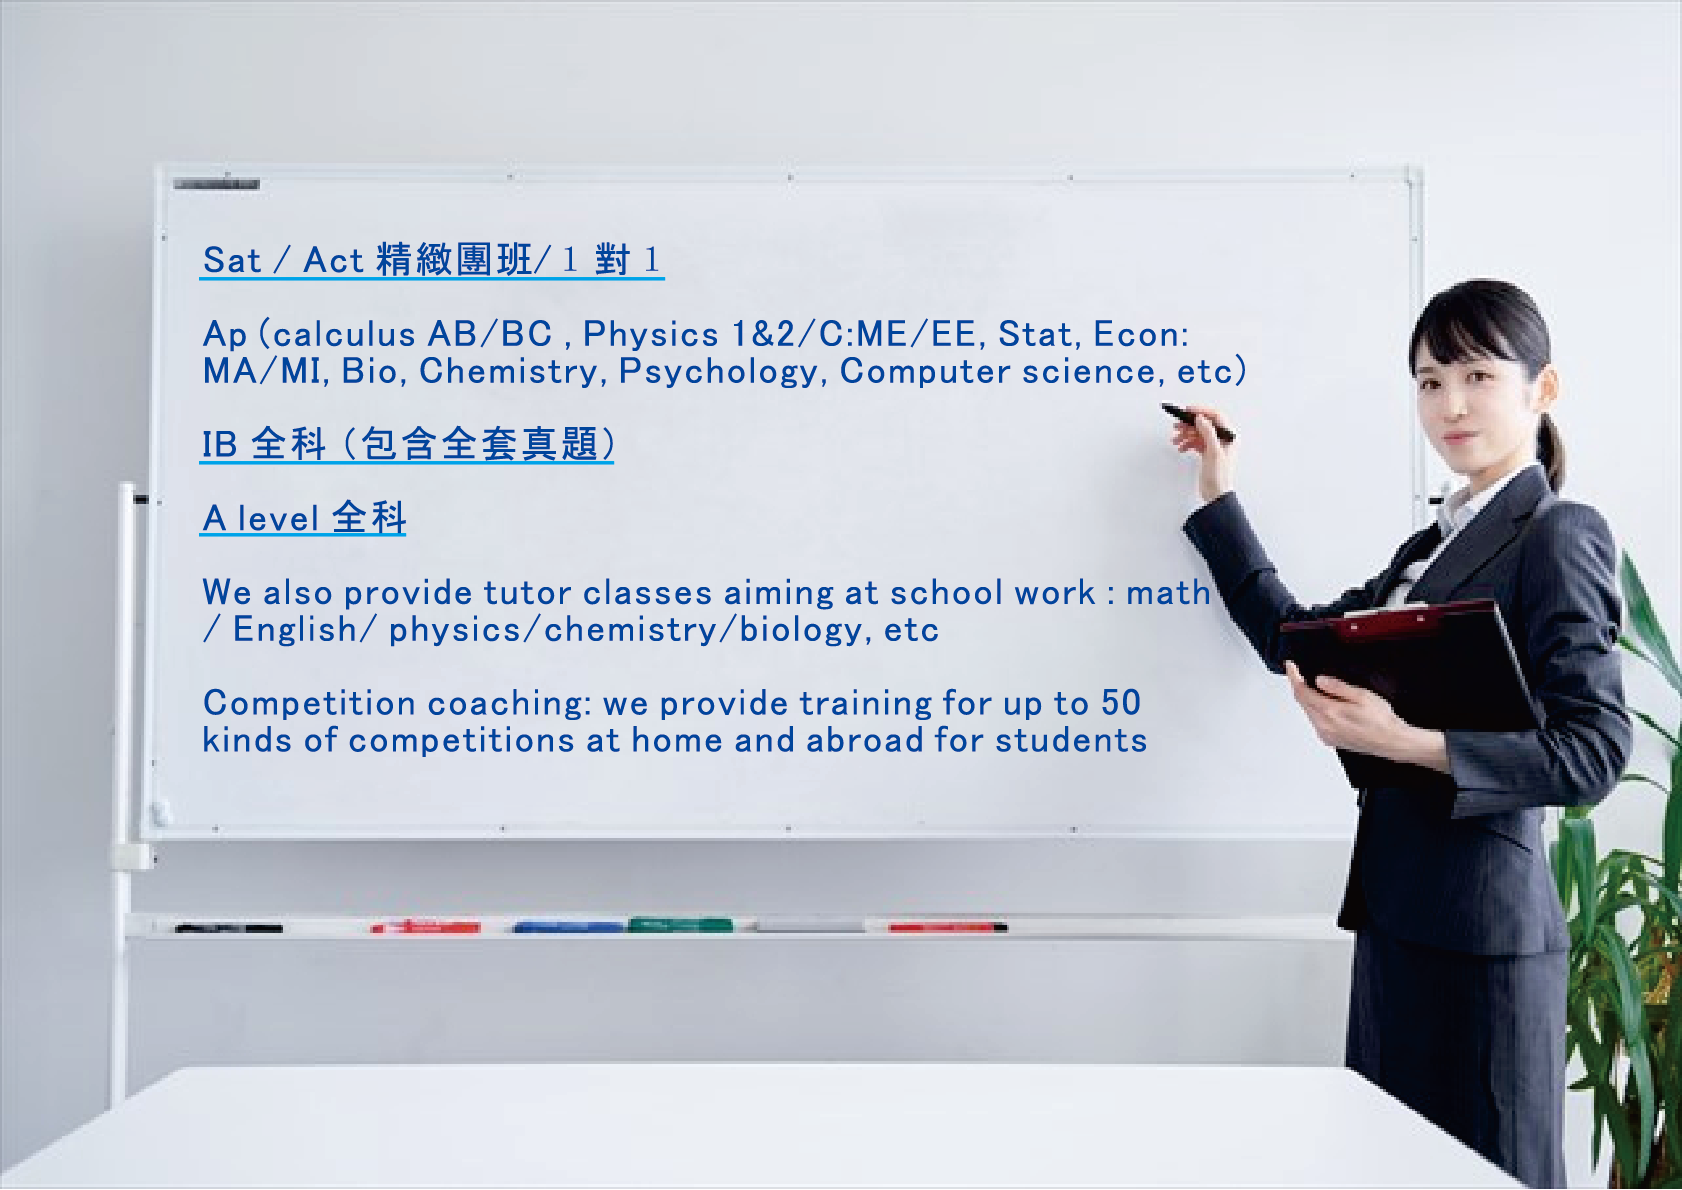 Sat / Act 精緻團班/ 1 對 1
Ap (calculus AB/BC , Physics 1&2/C:ME/EE, Stat, Econ:
MA/MI, Bio, Chemistry, Psychology, Computer science, etc)
IB 全科 (包含全套真題)
A level 全科
We also provide tutor classes aiming at school work : math
/ English/ physics/chemistry/biology, etc
Competition coaching: we provide training for up to 50
kinds of competitions at home and abroad for students